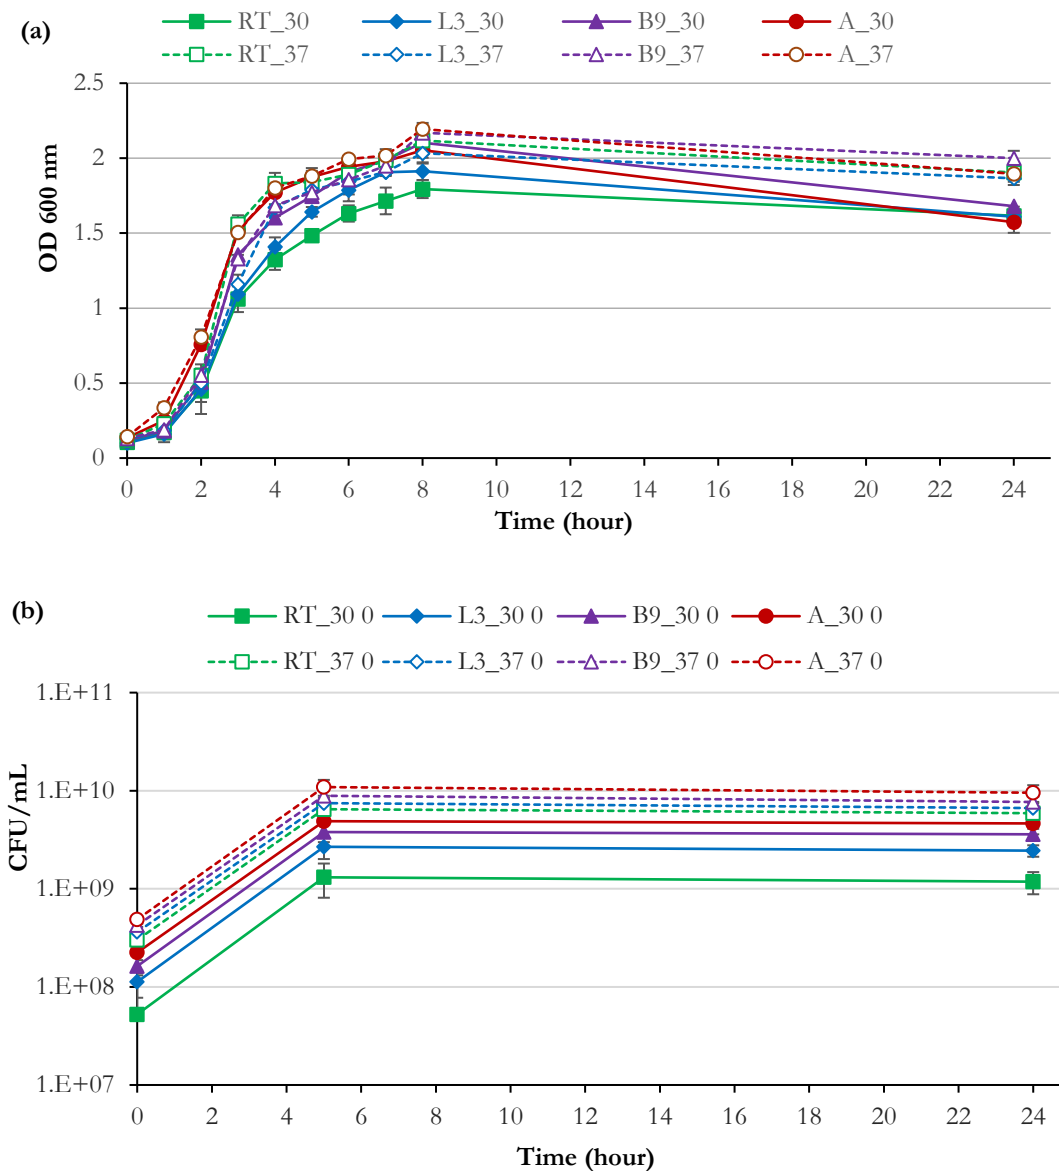 (a)
RT_30 L3_30 B9_30 A_30
RT_37 L3_37 B9_37 A_37
2.5
2
1.5
1
0.5
0
OD 600 nm
0 2 4 6 8 10 12 14 16 18 20 22 24
Time (hour)
(b)
RT_30 0 L3_30 0 B9_30 0 A_30 0
RT_37 0 L3_37 0 B9_37 0 A_37 0
1.E+11
1.E+10
1.E+09
1.E+08
1.E+07
CFU/mL
0 2 4 6 8 10 12 14 16 18 20 22 24
Time (hour)